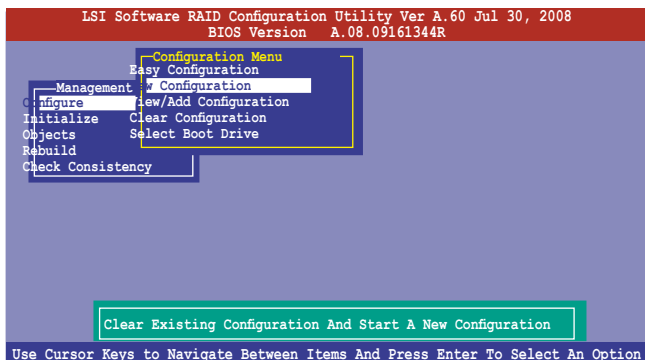 LSI Software RAID Configuration Utility Ver A.60 Jul 30, 2008
BIOS Version A.08.09161344R
Configuration Menu
Easy Configuration
New Configuration
View/Add Configuration
Clear Configuration
Select Boot Drive
Management
Configure
Initialize
Objects
Rebuild
Check Consistency
Clear Existing Configuration And Start A New Configuration
Use Cursor Keys to Navigate Between Items And Press Enter To Select An Option